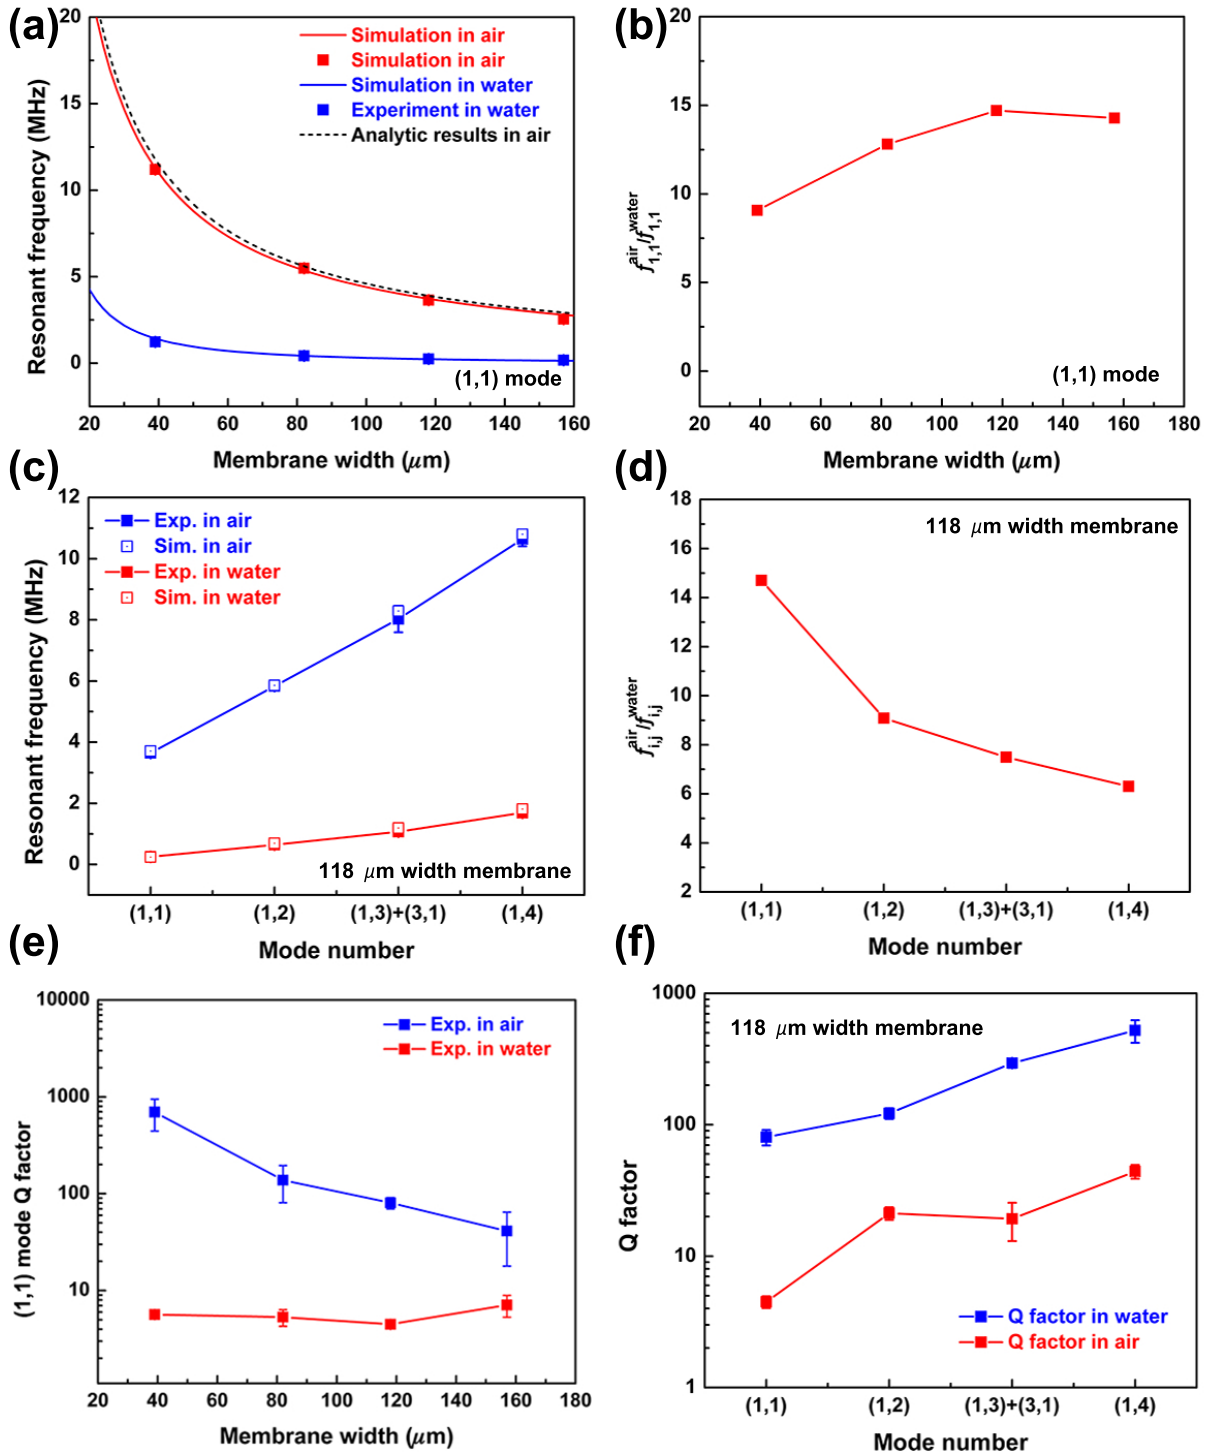 (a)
20
15
10
5
0
Resonant frequency (MHz)
Simulation in air
Simulation in air
Simulation in water
Experiment in water
Analytic results in air
(1,1) mode
20 40 60 80 100 120 140 160
Membrane width (μm)
(b)
20
15
10
5
0
f1,1air/f1,1water
(1,1) mode
20 40 60 80 100 120 140 160 180
Membrane width (μm)
(c)
12
10
8
6
4
2
0
Resonant frequency (MHz)
Exp. in air
Sim. in air
Exp. in water
Sim. in water
118 μm width membrane
(1,1) (1,2) (1,3)+(3,1) (1,4)
Mode number
(d)
18
16
14
12
10
8
6
4
2
fi,jair/fi,jwater
118 μm width membrane
(1,1) (1,2) (1,3)+(3,1) (1,4)
Mode number
(e)
10000
1000
100
10
(1,1) mode Q factor
Exp. in air
Exp. in water
20 40 60 80 100 120 140 160 180
Membrane width (μm)
(f)
1000
100
10
1
Q factor
118 μm width membrane
Q factor in water
Q factor in air
(1,1) (1,2) (1,3)+(3,1) (1,4)
Mode number